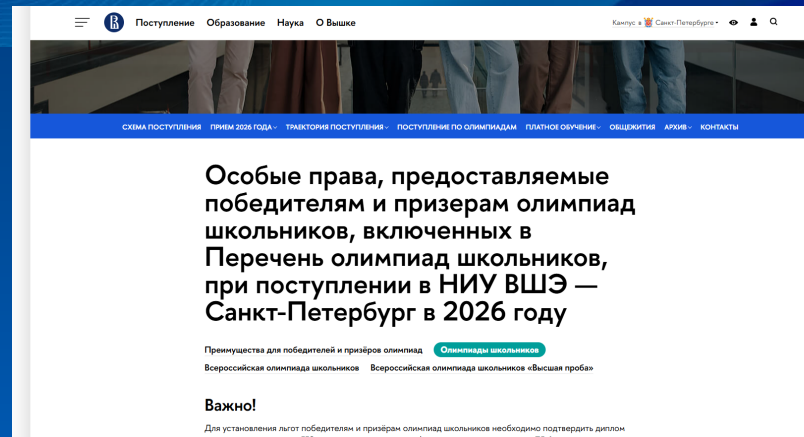 Поступление Образование Наука О Вышке
Кампус в Санкт-Петербурге
СХЕМА ПОСТУПЛЕНИЯ ПРИЕМ 2026 ГОДА ТРАЕКТОРИЯ ПОСТУПЛЕНИЯ ПОСТУПЛЕНИЕ ПО ОЛИМПИАДАМ ПЛАТНОЕ ОБУЧЕНИЕ ОБЩЕЖИТИЯ АРХИВ КОНТАКТЫ
Особые права, предоставляемые
победителям и призерам олимпиад
школьников, включенных в
Перечень олимпиад школьников,
при поступлении в НИУ ВШЭ —
Санкт-Петербург в 2026 году
Преимущества для победителей и призёров олимпиад Олимпиады школьников
Всероссийская олимпиада школьников Всероссийская олимпиада школьников «Высшая проба»
Важно!
Для установления льгот победителям и призёрам олимпиад школьников необходимо подтвердить диплом